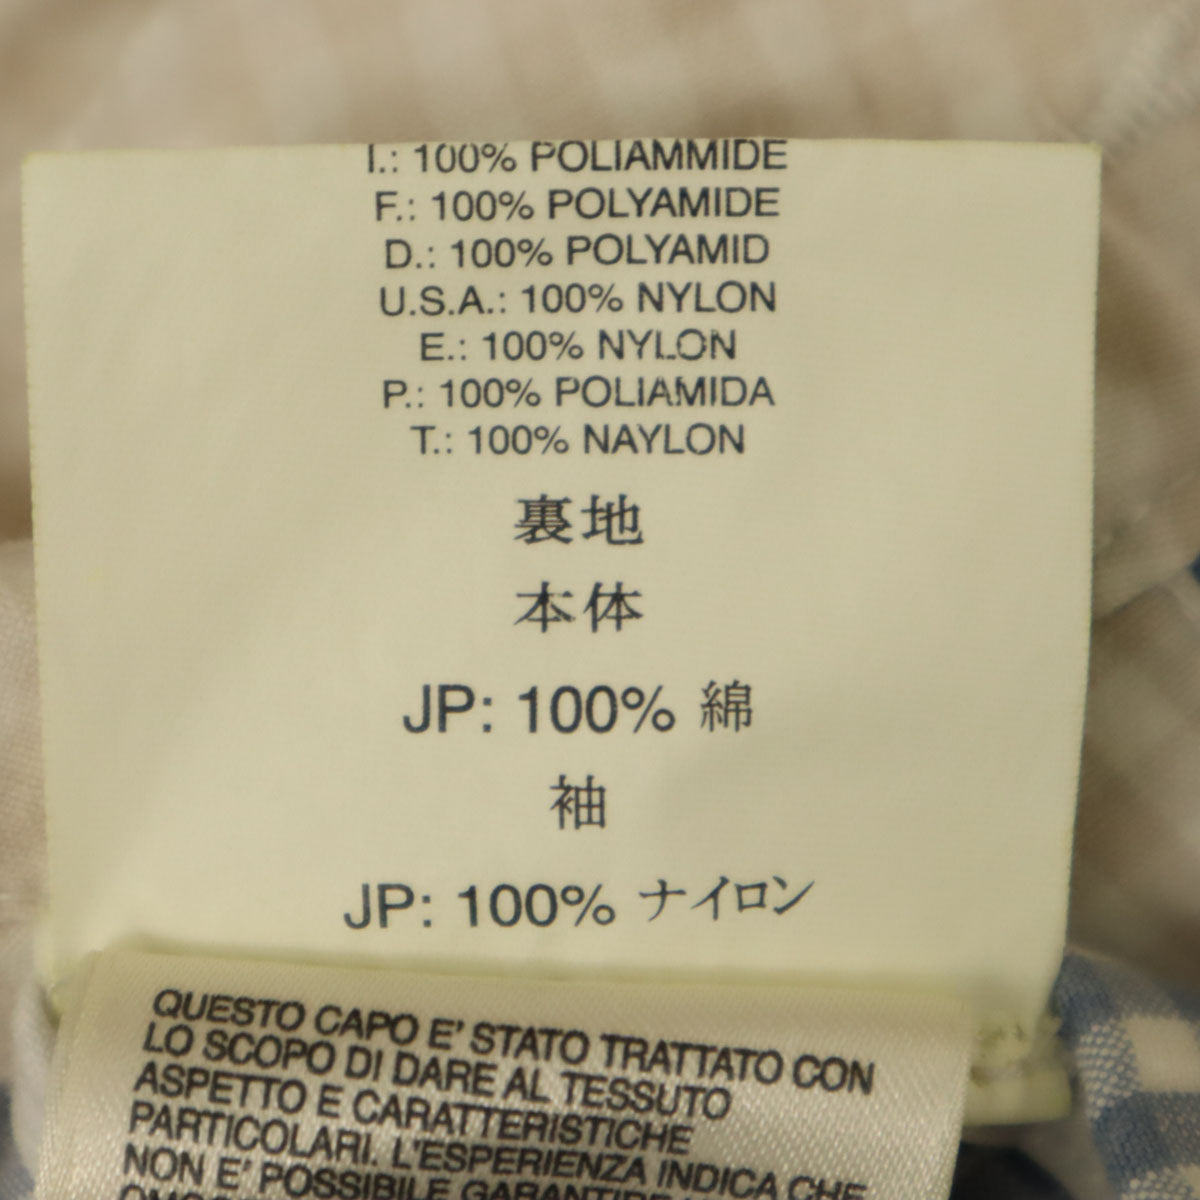 I.: 100% POLIAMMIDE
F.: 100% POLYAMIDE
D.: 100% POLYAMID
U.S.A.: 100% NYLON
E.: 100% NYLON
P.: 100% POLIAMIDA
T.: 100% NAYLON
裏地
本体
JP: 100% 綿
袖
JP: 100% ナイロン
QUESTO CAPO E' STATO TRATTATO CON
LO SCOPO DI DARE AL TESSUTO
ASPETTO E CARATTERISTICHE
PARTICOLARI. L'ESPERIENZA INDICA CHE
NON E' POSSIBILE GARANTIRE